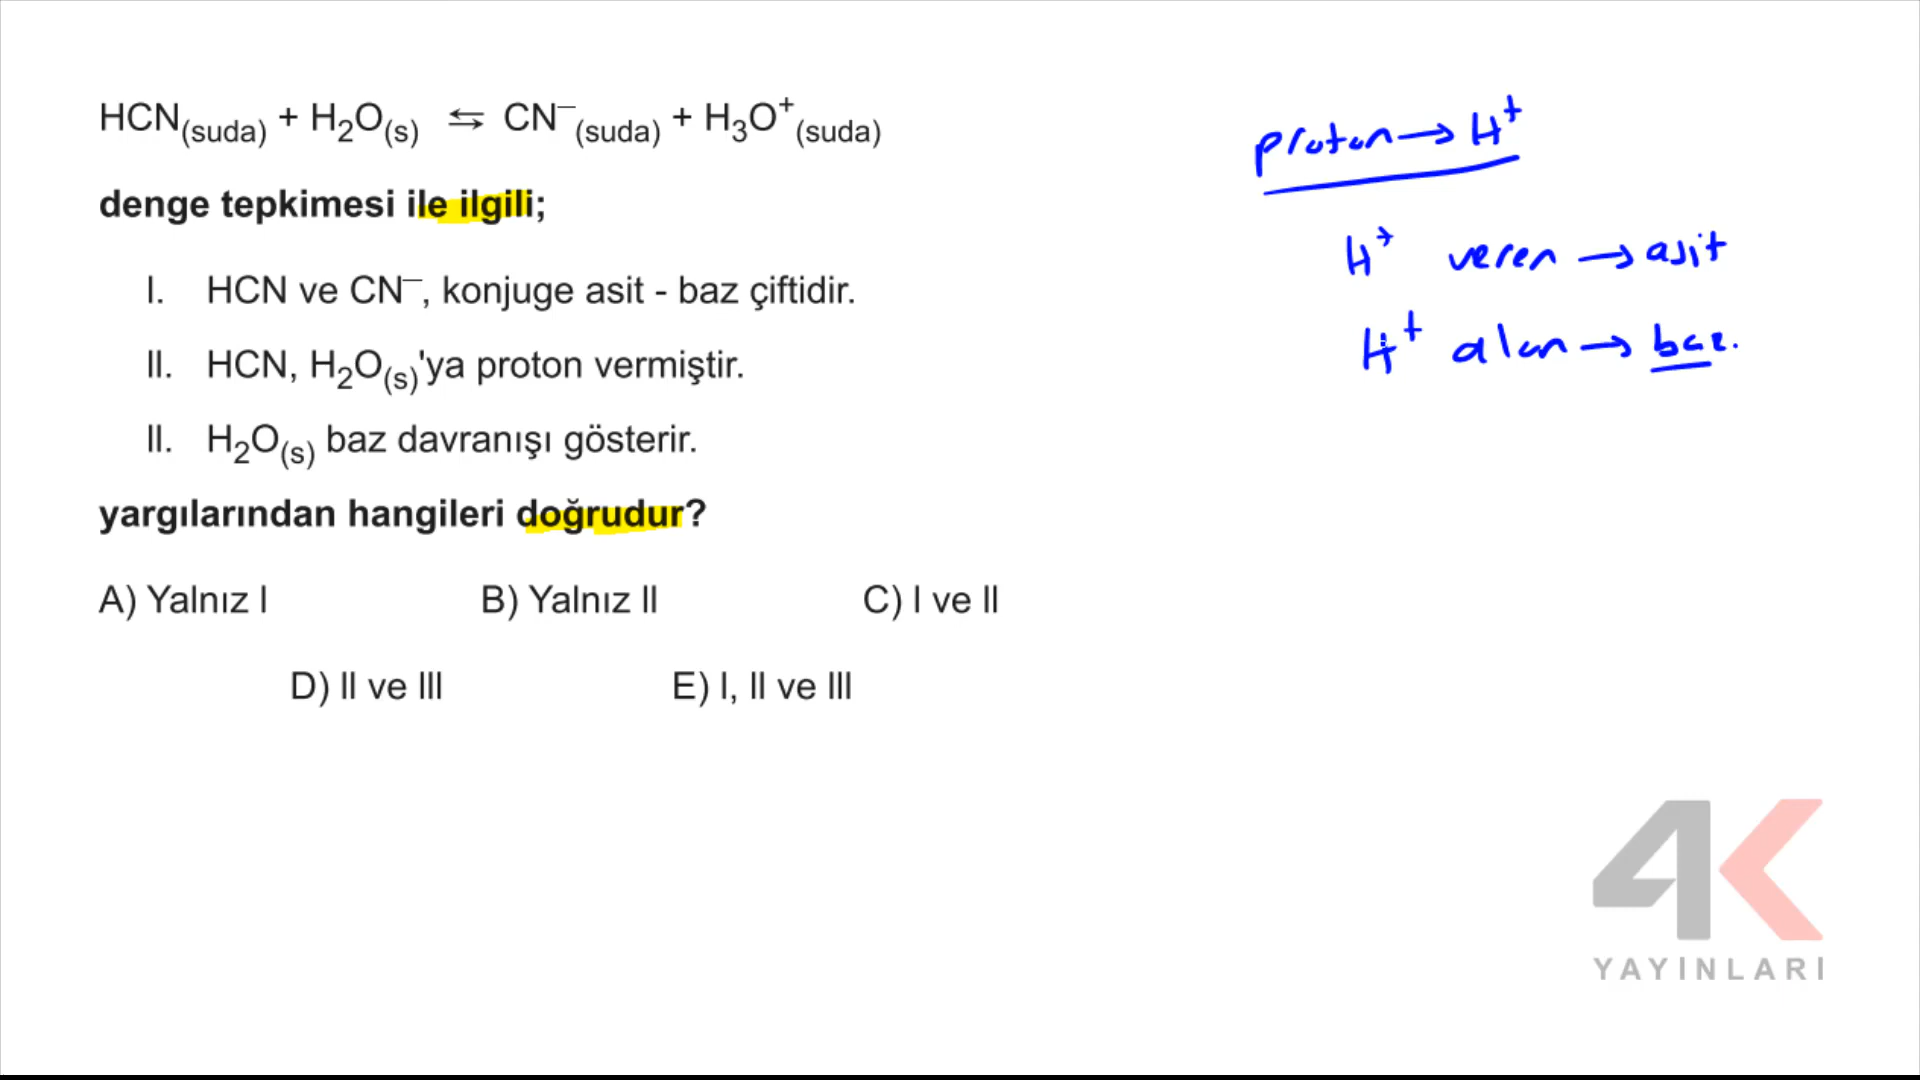 HCN(suda) + H₂O(s) ⇆ CN⁻(suda) + H₃O⁺(suda)
denge tepkimesi ile ilgili;
I. HCN ve CN⁻, konjuge asit - baz çiftidir.
II. HCN, H₂O(s)'ya proton vermiştir.
II. H₂O(s) baz davranışı gösterir.
yargılarından hangileri doğrudur?
A) Yalnız I B) Yalnız II C) I ve II
D) II ve III E) I, II ve III
proton → H⁺
H⁺ veren → asit
H⁺ alan → baz.
4K
YAYINLARI